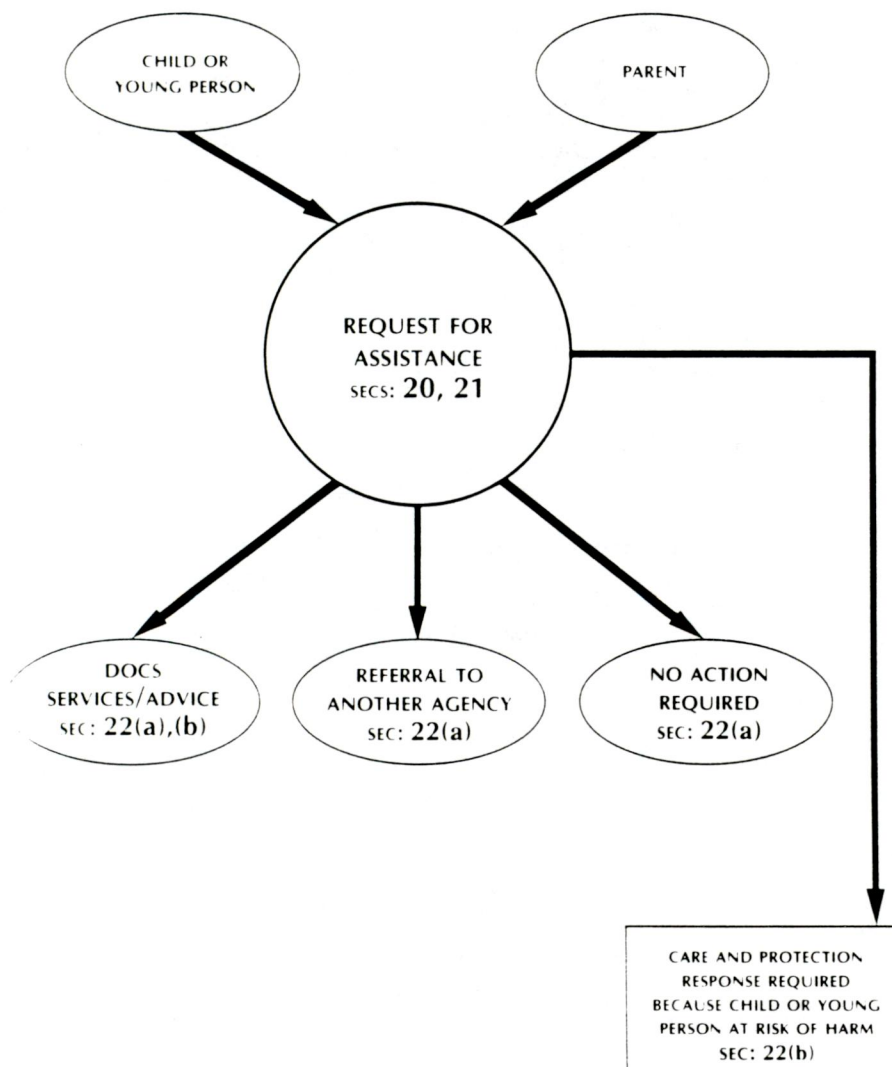 CHILD OR
YOUNG PERSON
PARENT
REQUEST FOR
ASSISTANCE
SECS: 20, 21
DOCS
SERVICES/ADVICE
SEC: 22(a),(b)
REFERRAL TO
ANOTHER AGENCY
SEC: 22(a)
NO ACTION
REQUIRED
SEC: 22(a)
CARE AND PROTECTION
RESPONSE REQUIRED
BECAUSE CHILD OR YOUNG
PERSON AT RISK OF HARM
SEC: 22(b)